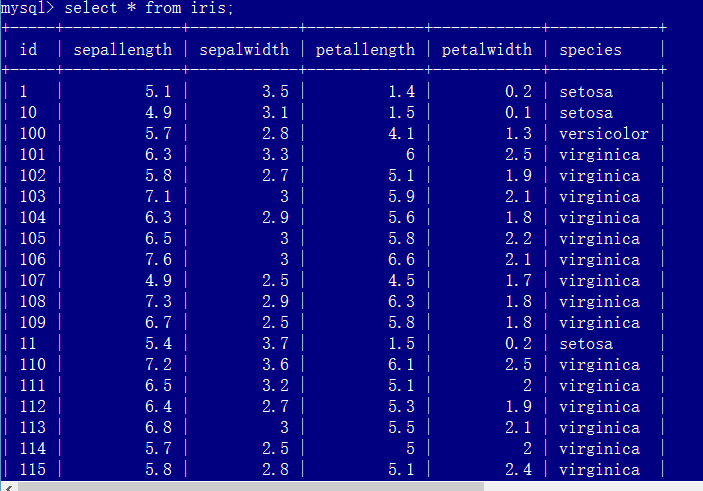 mysql> select * from iris;
| id | sepallength | sepalwidth | petallength | petalwidth | species |
| 1 | 5.1 | 3.5 | 1.4 | 0.2 | setosa |
| 10 | 4.9 | 3.1 | 1.5 | 0.1 | setosa |
| 100 | 5.7 | 2.8 | 4.1 | 1.3 | versicolor |
| 101 | 6.3 | 3.3 | 6 | 2.5 | virginica |
| 102 | 5.8 | 2.7 | 5.1 | 1.9 | virginica |
| 103 | 7.1 | 3 | 5.9 | 2.1 | virginica |
| 104 | 6.3 | 2.9 | 5.6 | 1.8 | virginica |
| 105 | 6.5 | 3 | 5.8 | 2.2 | virginica |
| 106 | 7.6 | 3 | 6.6 | 2.1 | virginica |
| 107 | 4.9 | 2.5 | 4.5 | 1.7 | virginica |
| 108 | 7.3 | 2.9 | 6.3 | 1.8 | virginica |
| 109 | 6.7 | 2.5 | 5.8 | 1.8 | virginica |
| 11 | 5.4 | 3.7 | 1.5 | 0.2 | setosa |
| 110 | 7.2 | 3.6 | 6.1 | 2.5 | virginica |
| 111 | 6.5 | 3.2 | 5.1 | 2 | virginica |
| 112 | 6.4 | 2.7 | 5.3 | 1.9 | virginica |
| 113 | 6.8 | 3 | 5.5 | 2.1 | virginica |
| 114 | 5.7 | 2.5 | 5 | 2 | virginica |
| 115 | 5.8 | 2.8 | 5.1 | 2.4 | virginica |